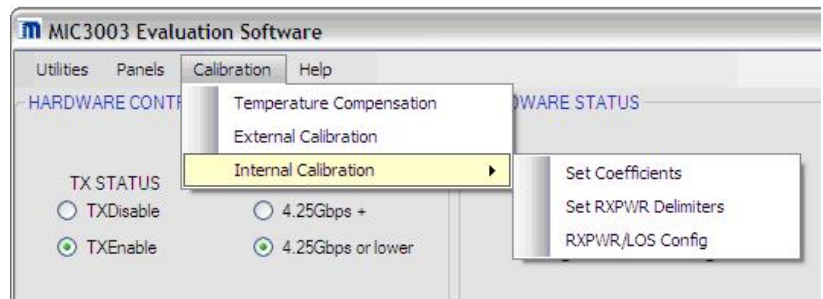 MIC3003 Evaluation Software
Utilities Panels Calibration Help
HARDWARE CONTR
Temperature Compensation
WARE STATUS
External Calibration
Internal Calibration
Set Coefficients
TX STATUS
Set RXPWR Delimiters
TXDisable
4.25Gbps +
RXPWR/LOS Config
TXEnable
4.25Gbps or lower